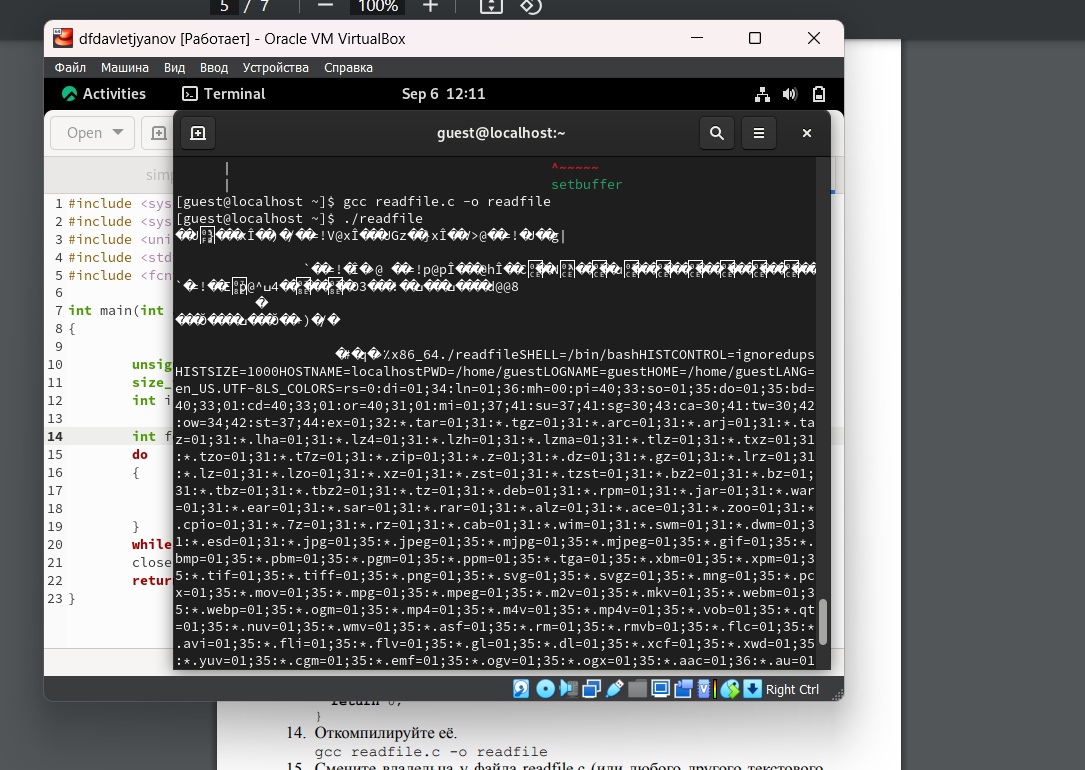 5 / 7 — 100% +
dfdavletjyanov [Работает] - Oracle VM VirtualBox
Файл Машина Вид Ввод Устройства Справка
Activities Terminal Sep 6 12:11
Open
guest@localhost:~
simp
| ^~~~~~
| setbuffer
[guest@localhost ~]$ gcc readfile.c -o readfile
[guest@localhost ~]$ ./readfile
x86_64./readfileSHELL=/bin/bashHISTCONTROL=ignoredups
HISTSIZE=1000HOSTNAME=localhostPWD=/home/guestLOGNAME=guestHOME=/home/guestLANG=
en_US.UTF-8LS_COLORS=rs=0:di=01;34:ln=01;36:mh=00:pi=40;33:so=01;35:do=01;35:bd=
40;33;01:cd=40;33;01:or=40;31;01:mi=01;37;41:su=37;41:sg=30;43:ca=30;41:tw=30;42
:ow=34;42:st=37;44:ex=01;32:*.tar=01;31:*.tgz=01;31:*.arc=01;31:*.arj=01;31:*.ta
z=01;31:*.lha=01;31:*.lz4=01;31:*.lzh=01;31:*.lzma=01;31:*.tlz=01;31:*.txz=01;31
:*.tzo=01;31:*.t7z=01;31:*.zip=01;31:*.z=01;31:*.dz=01;31:*.gz=01;31:*.lrz=01;31
:*.lz=01;31:*.lzo=01;31:*.xz=01;31:*.zst=01;31:*.tzst=01;31:*.bz2=01;31:*.bz=01;
31:*.tbz=01;31:*.tbz2=01;31:*.tz=01;31:*.deb=01;31:*.rpm=01;31:*.jar=01;31:*.war
=01;31:*.ear=01;31:*.sar=01;31:*.rar=01;31:*.alz=01;31:*.ace=01;31:*.zoo=01;31:*
.cpio=01;31:*.7z=01;31:*.rz=01;31:*.cab=01;31:*.wim=01;31:*.swm=01;31:*.dwm=01;3
1:*.esd=01;31:*.jpg=01;35:*.jpeg=01;35:*.mjpg=01;35:*.mjpeg=01;35:*.gif=01;35:*.
bmp=01;35:*.pbm=01;35:*.pgm=01;35:*.ppm=01;35:*.tga=01;35:*.xbm=01;35:*.xpm=01;3
5:*.tif=01;35:*.tiff=01;35:*.png=01;35:*.svg=01;35:*.svgz=01;35:*.mng=01;35:*.pc
x=01;35:*.mov=01;35:*.mpg=01;35:*.mpeg=01;35:*.m2v=01;35:*.mkv=01;35:*.webm=01;3
5:*.webp=01;35:*.ogm=01;35:*.mp4=01;35:*.m4v=01;35:*.mp4v=01;35:*.vob=01;35:*.qt
=01;35:*.nuv=01;35:*.wmv=01;35:*.asf=01;35:*.rm=01;35:*.rmvb=01;35:*.flc=01;35:*
.avi=01;35:*.fli=01;35:*.flv=01;35:*.gl=01;35:*.dl=01;35:*.xcf=01;35:*.xwd=01;35
:*.yuv=01;35:*.cgm=01;35:*.emf=01;35:*.ogv=01;35:*.ogx=01;35:*.aac=01;36:*.au=01
1 #include <sys
2 #include <sys
3 #include <uni
4 #include <std
5 #include <fcn
6
7 int main(int
8 {
9
10 unsig
11 size_
12 int i
13
14 int f
15 do
16 {
17
18
19 }
20 while
21 close
22 retur
23 }
Right Ctrl
return 0;
}
14. Откомпилируйте её.
gcc readfile.c -o readfile
15. Смените владельца у файла readfile.c (или любого другого текстового